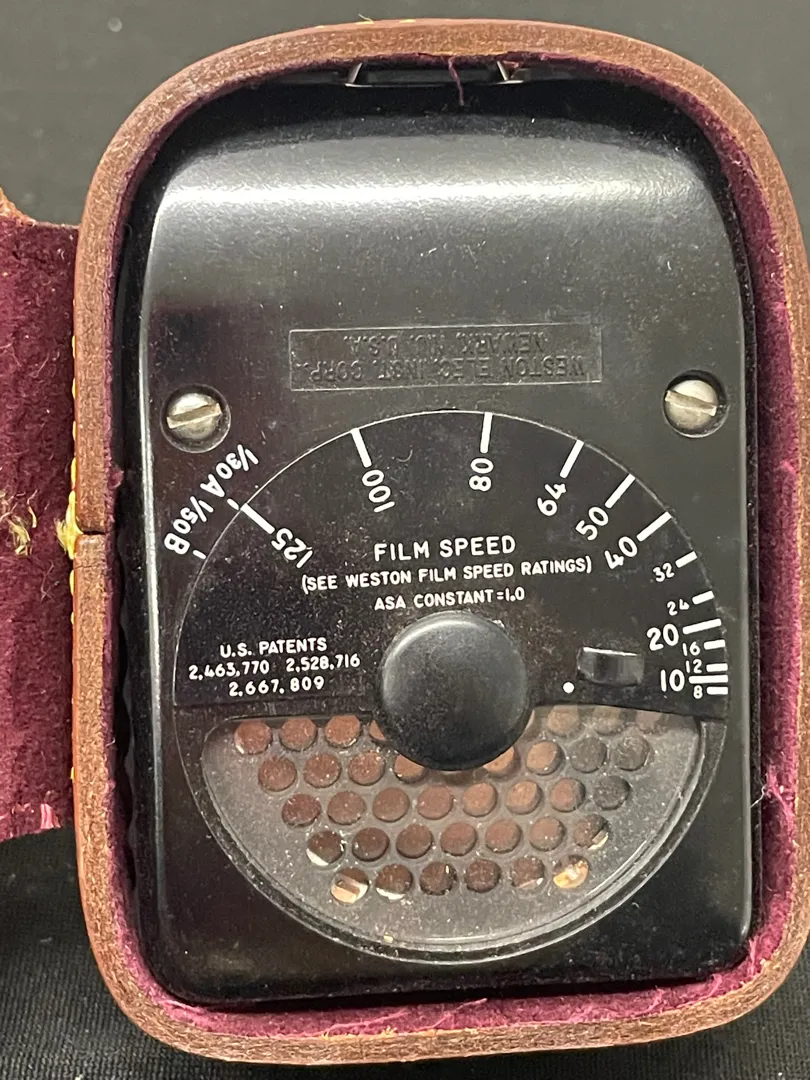 WESTON ELEC. INST. CORP.
NEWARK, N.J. U.S.A.
1/50B
1/30A
125
100
80
64
50
40
32
24
20
16
12
10
8
FILM SPEED
(SEE WESTON FILM SPEED RATINGS)
ASA CONSTANT=1.0
U.S. PATENTS
2,463,770 2,528,716
2,667,809